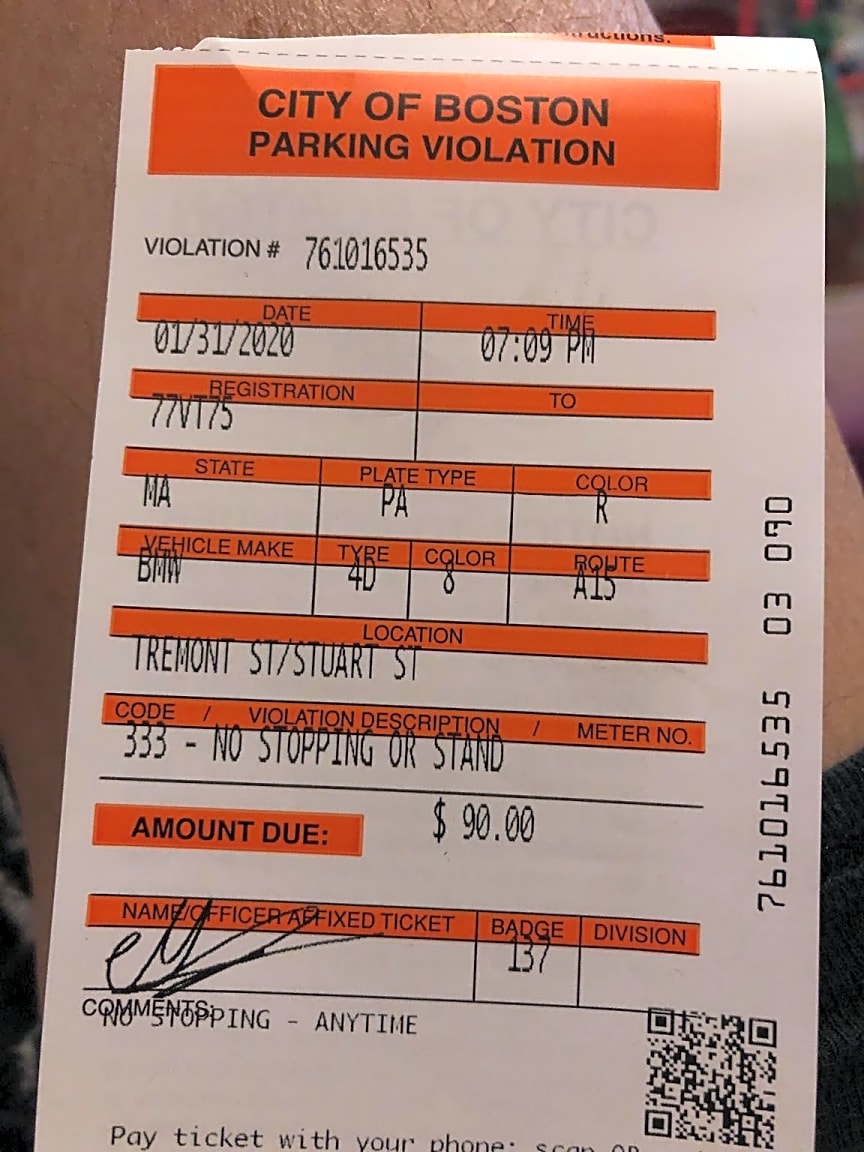 ructions.
CITY OF BOSTON
PARKING VIOLATION
VIOLATION # 761016535
DATE TIME
01/31/2020 07:09 PM
REGISTRATION TO
77VT75
STATE PLATE TYPE COLOR
MA PA R
VEHICLE MAKE TYPE COLOR ROUTE
BMW 4D 8 A15
LOCATION
TREMONT ST/STUART ST
CODE / VIOLATION DESCRIPTION / METER NO.
333 - NO STOPPING OR STAND
AMOUNT DUE: $ 90.00
NAME/OFFICER AFFIXED TICKET BADGE DIVISION
137
COMMENTS:
NO STOPPING - ANYTIME
Pay ticket with your phone: scan QR
761016535 03 090